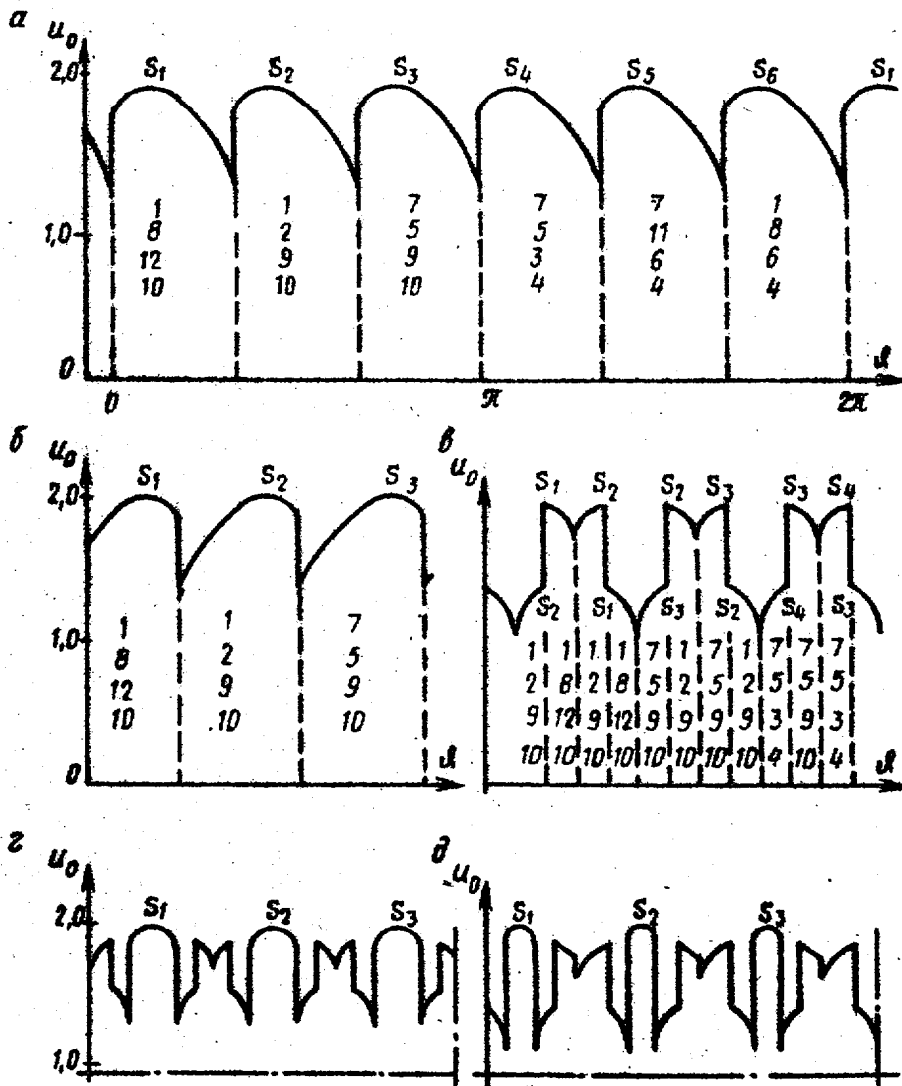 а
u₀
2,0
S₁ S₂ S₃ S₄ S₅ S₆ S₁
1 1 7 7 7 1
1,0
8 2 5 5 11 8
12 9 9 3 6 6
10 10 10 4 4 4
0
ϑ
0 π 2π
б
u₀
2,0
S₁ S₂ S₃
1,0
1 1 7
8 2 5
12 9 9
10 .10 10
0
ϑ
в
u₀
S₁ S₂ S₂ S₃ S₃ S₄
S₂ S₁ S₃ S₂ S₄ S₃
1 1 1 1 7 1 7 1 7 7 7
2 8 2 8 5 2 5 2 5 5 5
9 12 9 12 9 9 9 9 3 9 3
10 10 10 10 10 10 10 10 4 10 4
ϑ
г
u₀
2,0
S₁ S₂ S₃
1,0
д
u₀
S₁ S₂ S₃